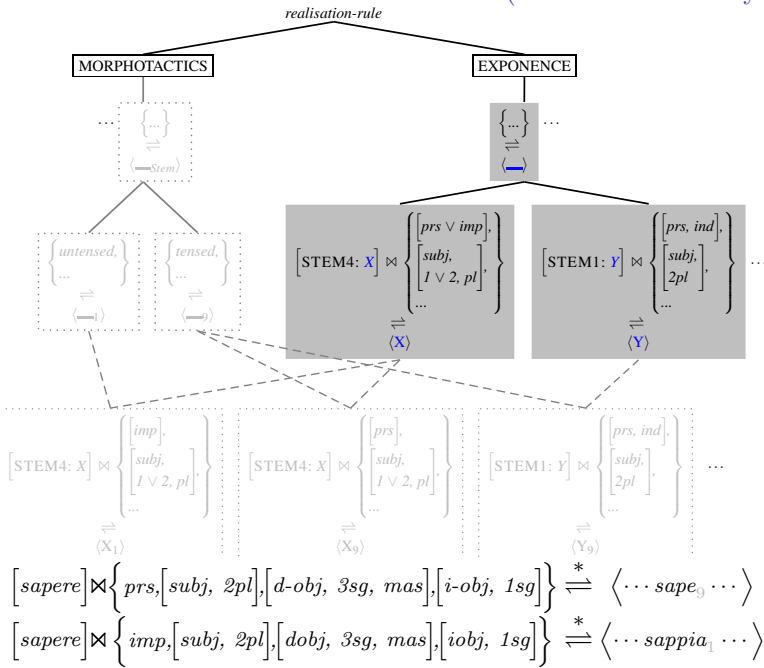 realisation-rule
MORPHOTACTICS EXPONENCE
... {...} {...} ...
⇌ ⇌
⟨▬Stem⟩ ⟨▬⟩
{untensed, ...} ⇌ ⟨▬1⟩
{tensed, ...} ⇌ ⟨▬9⟩
[STEM4: X] ⋈ {[prs ∨ imp], [subj, 1 ∨ 2, pl], ...} ⇌ ⟨X⟩
[STEM1: Y] ⋈ {[prs, ind], [subj, 2pl], ...} ⇌ ⟨Y⟩
...
[STEM4: X] ⋈ {[imp], [subj, 1 ∨ 2, pl], ...} ⇌ ⟨X1⟩
[STEM4: X] ⋈ {[prs], [subj, 1 ∨ 2, pl], ...} ⇌ ⟨X9⟩
[STEM1: Y] ⋈ {[prs, ind], [subj, 2pl], ...} ⇌ ⟨Y9⟩
...
[sapere]⋈{prs,[subj, 2pl],[d-obj, 3sg, mas],[i-obj, 1sg]} ⇌* ⟨··· sape9 ···⟩
[sapere]⋈{imp,[subj, 2pl],[dobj, 3sg, mas],[iobj, 1sg]} ⇌* ⟨··· sappia1 ···⟩